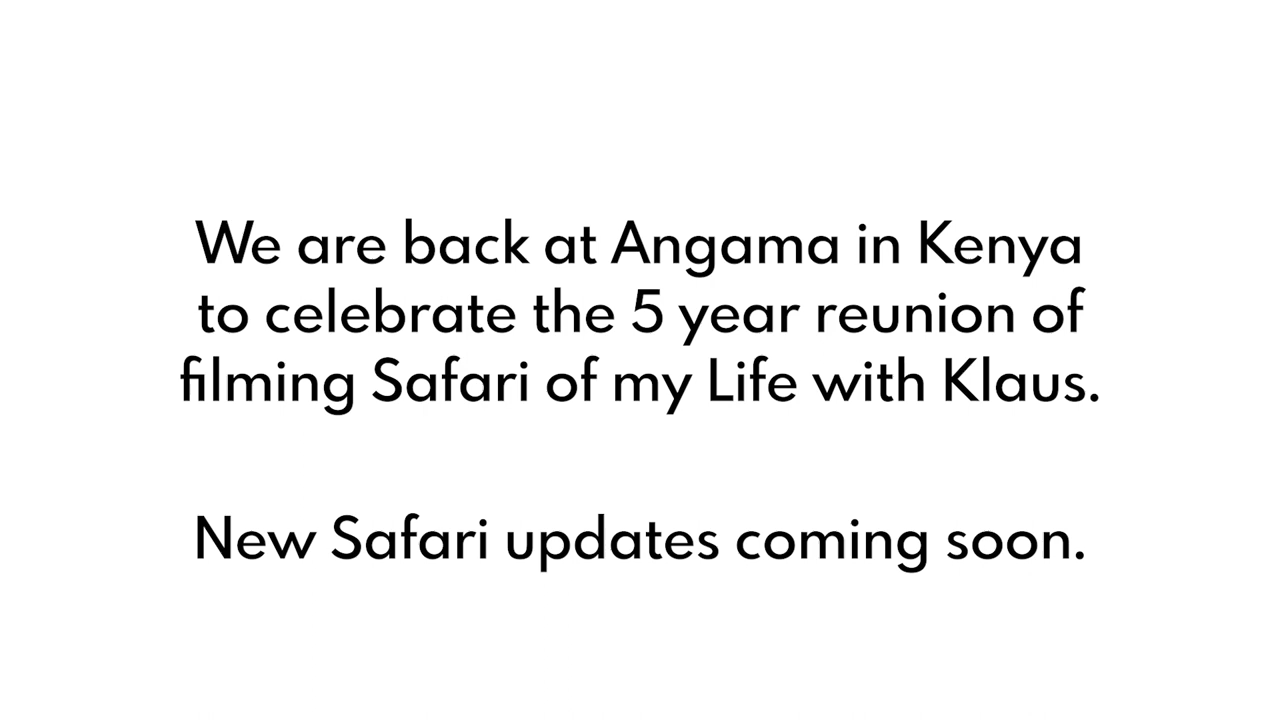 We are back at Angama in Kenya
to celebrate the 5 year reunion of
filming Safari of my Life with Klaus.
New Safari updates coming soon.